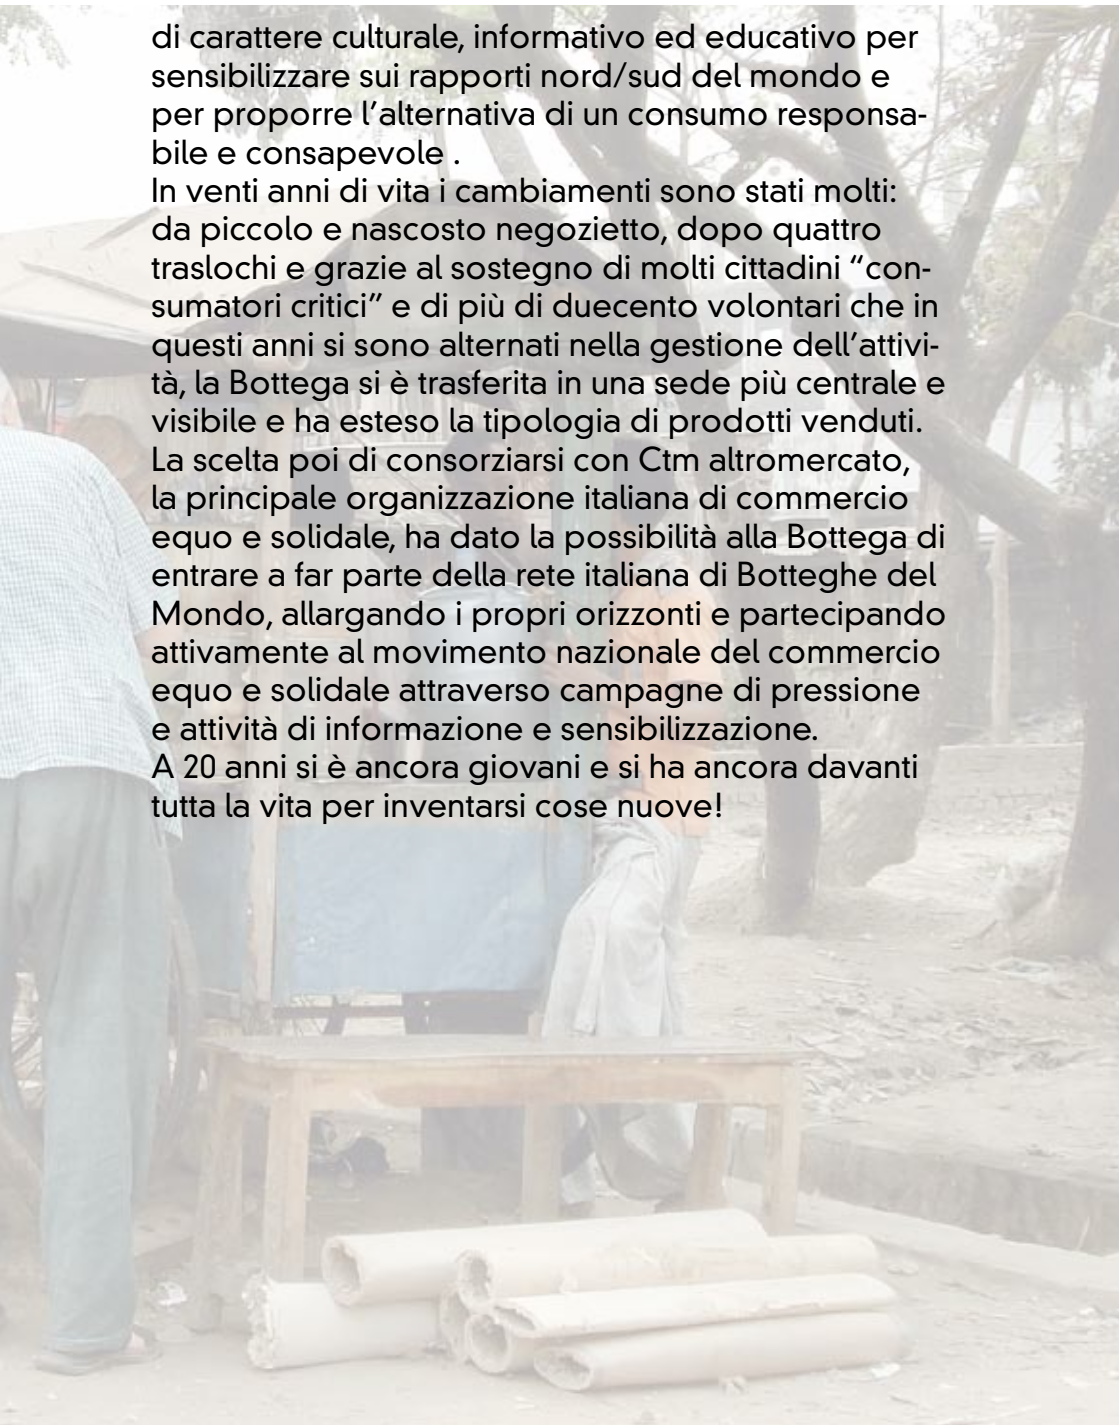 di carattere culturale, informativo ed educativo per
sensibilizzare sui rapporti nord/sud del mondo e
per proporre l'alternativa di un consumo responsa-
bile e consapevole .
In venti anni di vita i cambiamenti sono stati molti:
da piccolo e nascosto negozietto, dopo quattro
traslochi e grazie al sostegno di molti cittadini “con-
sumatori critici” e di più di duecento volontari che in
questi anni si sono alternati nella gestione dell'attivi-
tà, la Bottega si è trasferita in una sede più centrale e
visibile e ha esteso la tipologia di prodotti venduti.
La scelta poi di consorziarsi con Ctm altromercato,
la principale organizzazione italiana di commercio
equo e solidale, ha dato la possibilità alla Bottega di
entrare a far parte della rete italiana di Botteghe del
Mondo, allargando i propri orizzonti e partecipando
attivamente al movimento nazionale del commercio
equo e solidale attraverso campagne di pressione
e attività di informazione e sensibilizzazione.
A 20 anni si è ancora giovani e si ha ancora davanti
tutta la vita per inventarsi cose nuove!